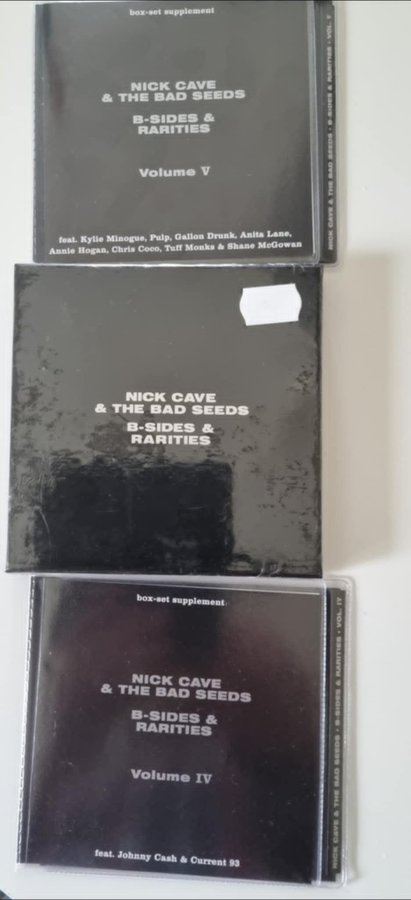 box-set supplement
NICK CAVE
& THE BAD SEEDS
B-SIDES &
RARITIES
Volume V
feat. Kylie Minogue, Pulp, Gallon Drunk, Anita Lane,
Annie Hogan, Chris Coco, Tuff Monks & Shane McGowan
NICK CAVE & THE BAD SEEDS · B-SIDES & RARITIES · VOL. V
NICK CAVE
& THE BAD SEEDS
B-SIDES &
RARITIES
box-set supplement
NICK CAVE
& THE BAD SEEDS
B-SIDES &
RARITIES
Volume IV
feat. Johnny Cash & Current 93
NICK CAVE & THE BAD SEEDS · B-SIDES & RARITIES · VOL. IV